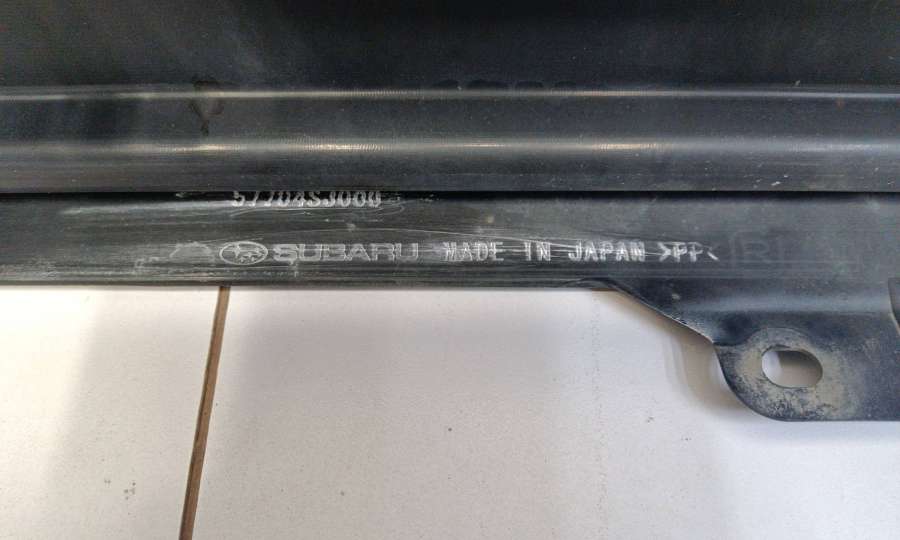 57704SJ000
SUBARU MADE IN JAPAN >PP<